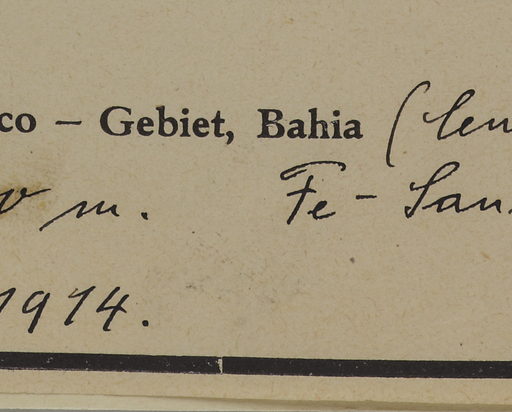 co – Gebiet, Bahia (
m. Fe - San
1914.